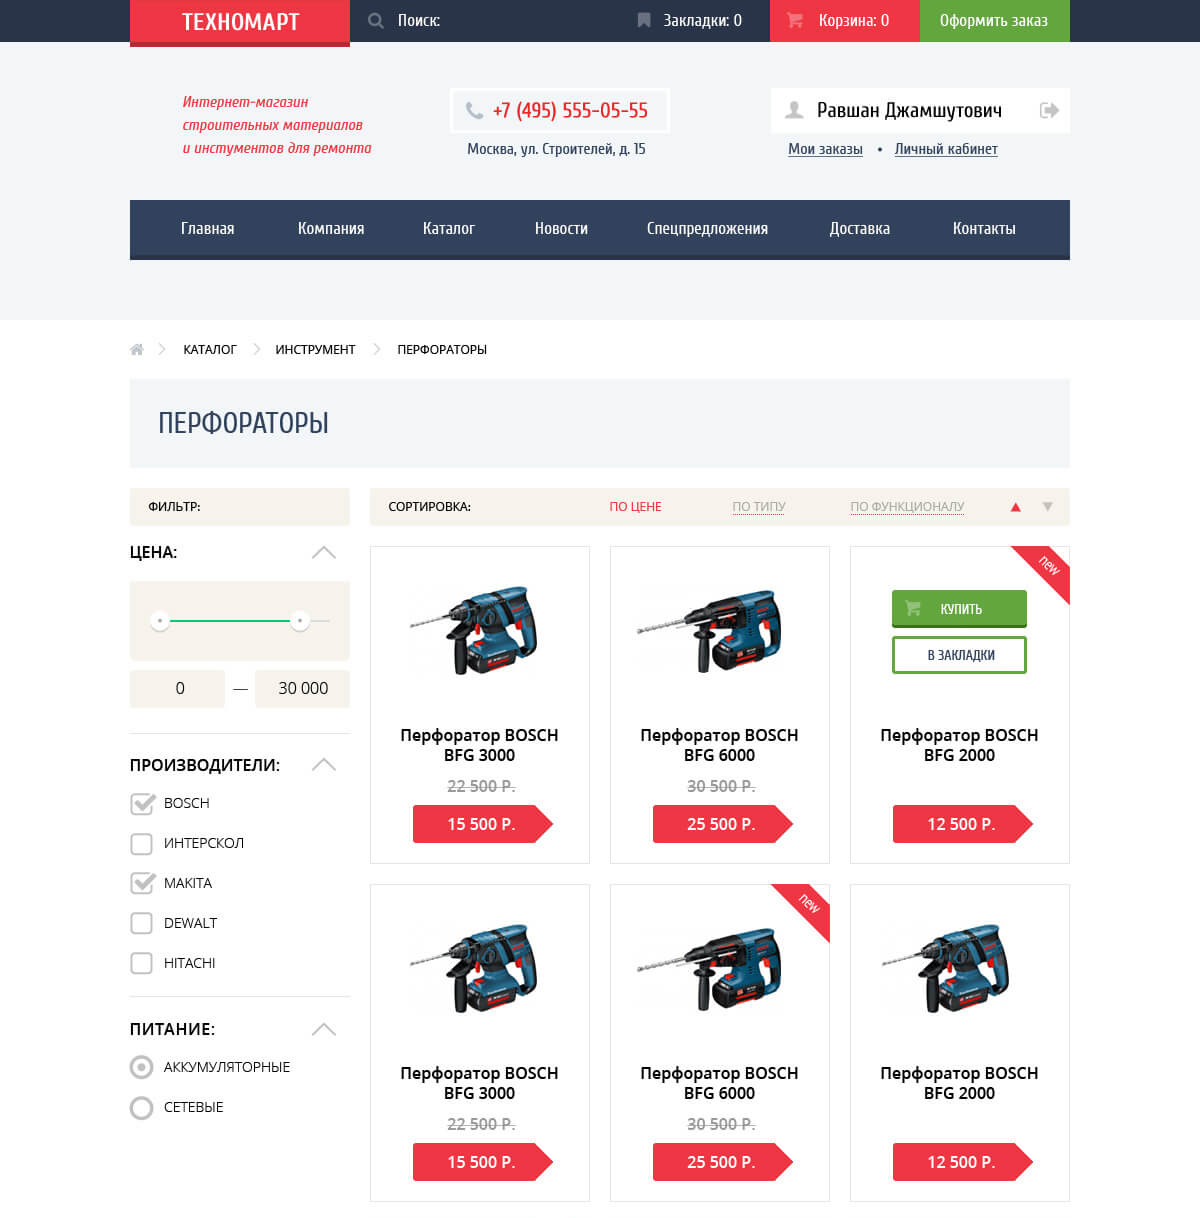 ТЕХНОМАРТ
Поиск:
Закладки: 0
Корзина: 0
Оформить заказ
Интернет-магазин
строительных материалов
и инстументов для ремонта
+7 (495) 555-05-55
Москва, ул. Строителей, д. 15
Равшан Джамшутович
Мои заказы • Личный кабинет
Главная
Компания
Каталог
Новости
Спецпредложения
Доставка
Контакты
КАТАЛОГ
ИНСТРУМЕНТ
ПЕРФОРАТОРЫ
ПЕРФОРАТОРЫ
ФИЛЬТР:
СОРТИРОВКА:
ПО ЦЕНЕ
ПО ТИПУ
ПО ФУНКЦИОНАЛУ
ЦЕНА:
0 — 30 000
ПРОИЗВОДИТЕЛИ:
BOSCH
ИНТЕРСКОЛ
MAKITA
DEWALT
HITACHI
ПИТАНИЕ:
АККУМУЛЯТОРНЫЕ
СЕТЕВЫЕ
Перфоратор BOSCH
BFG 3000
22 500 Р.
15 500 Р.
Перфоратор BOSCH
BFG 6000
30 500 Р.
25 500 Р.
new
КУПИТЬ
В ЗАКЛАДКИ
Перфоратор BOSCH
BFG 2000
12 500 Р.
Перфоратор BOSCH
BFG 3000
22 500 Р.
15 500 Р.
new
Перфоратор BOSCH
BFG 6000
30 500 Р.
25 500 Р.
Перфоратор BOSCH
BFG 2000
12 500 Р.